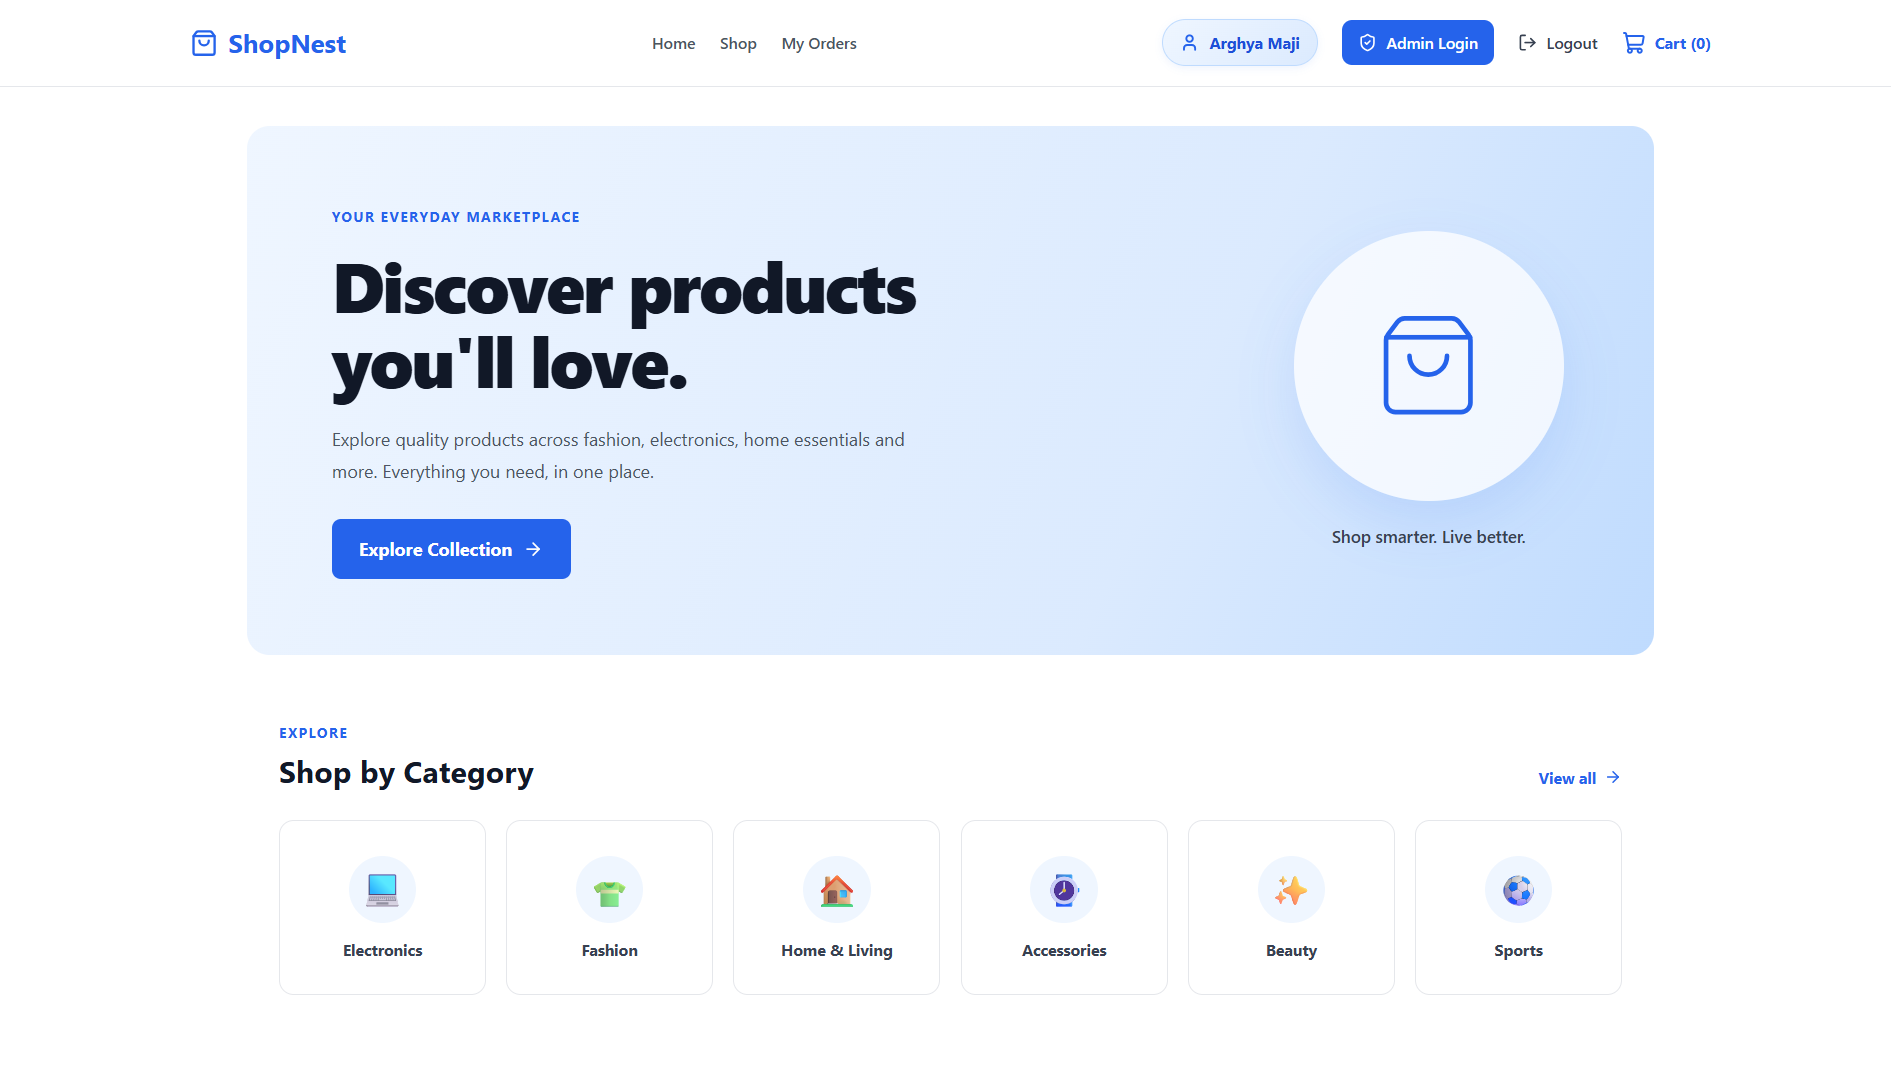 ShopNest
Home
Shop
My Orders
Arghya Maji
Admin Login
Logout
Cart (0)
YOUR EVERYDAY MARKETPLACE
Discover products
you'll love.
Explore quality products across fashion, electronics, home essentials and
more. Everything you need, in one place.
Explore Collection
Shop smarter. Live better.
EXPLORE
Shop by Category
View all
Electronics
Fashion
Home & Living
Accessories
Beauty
Sports